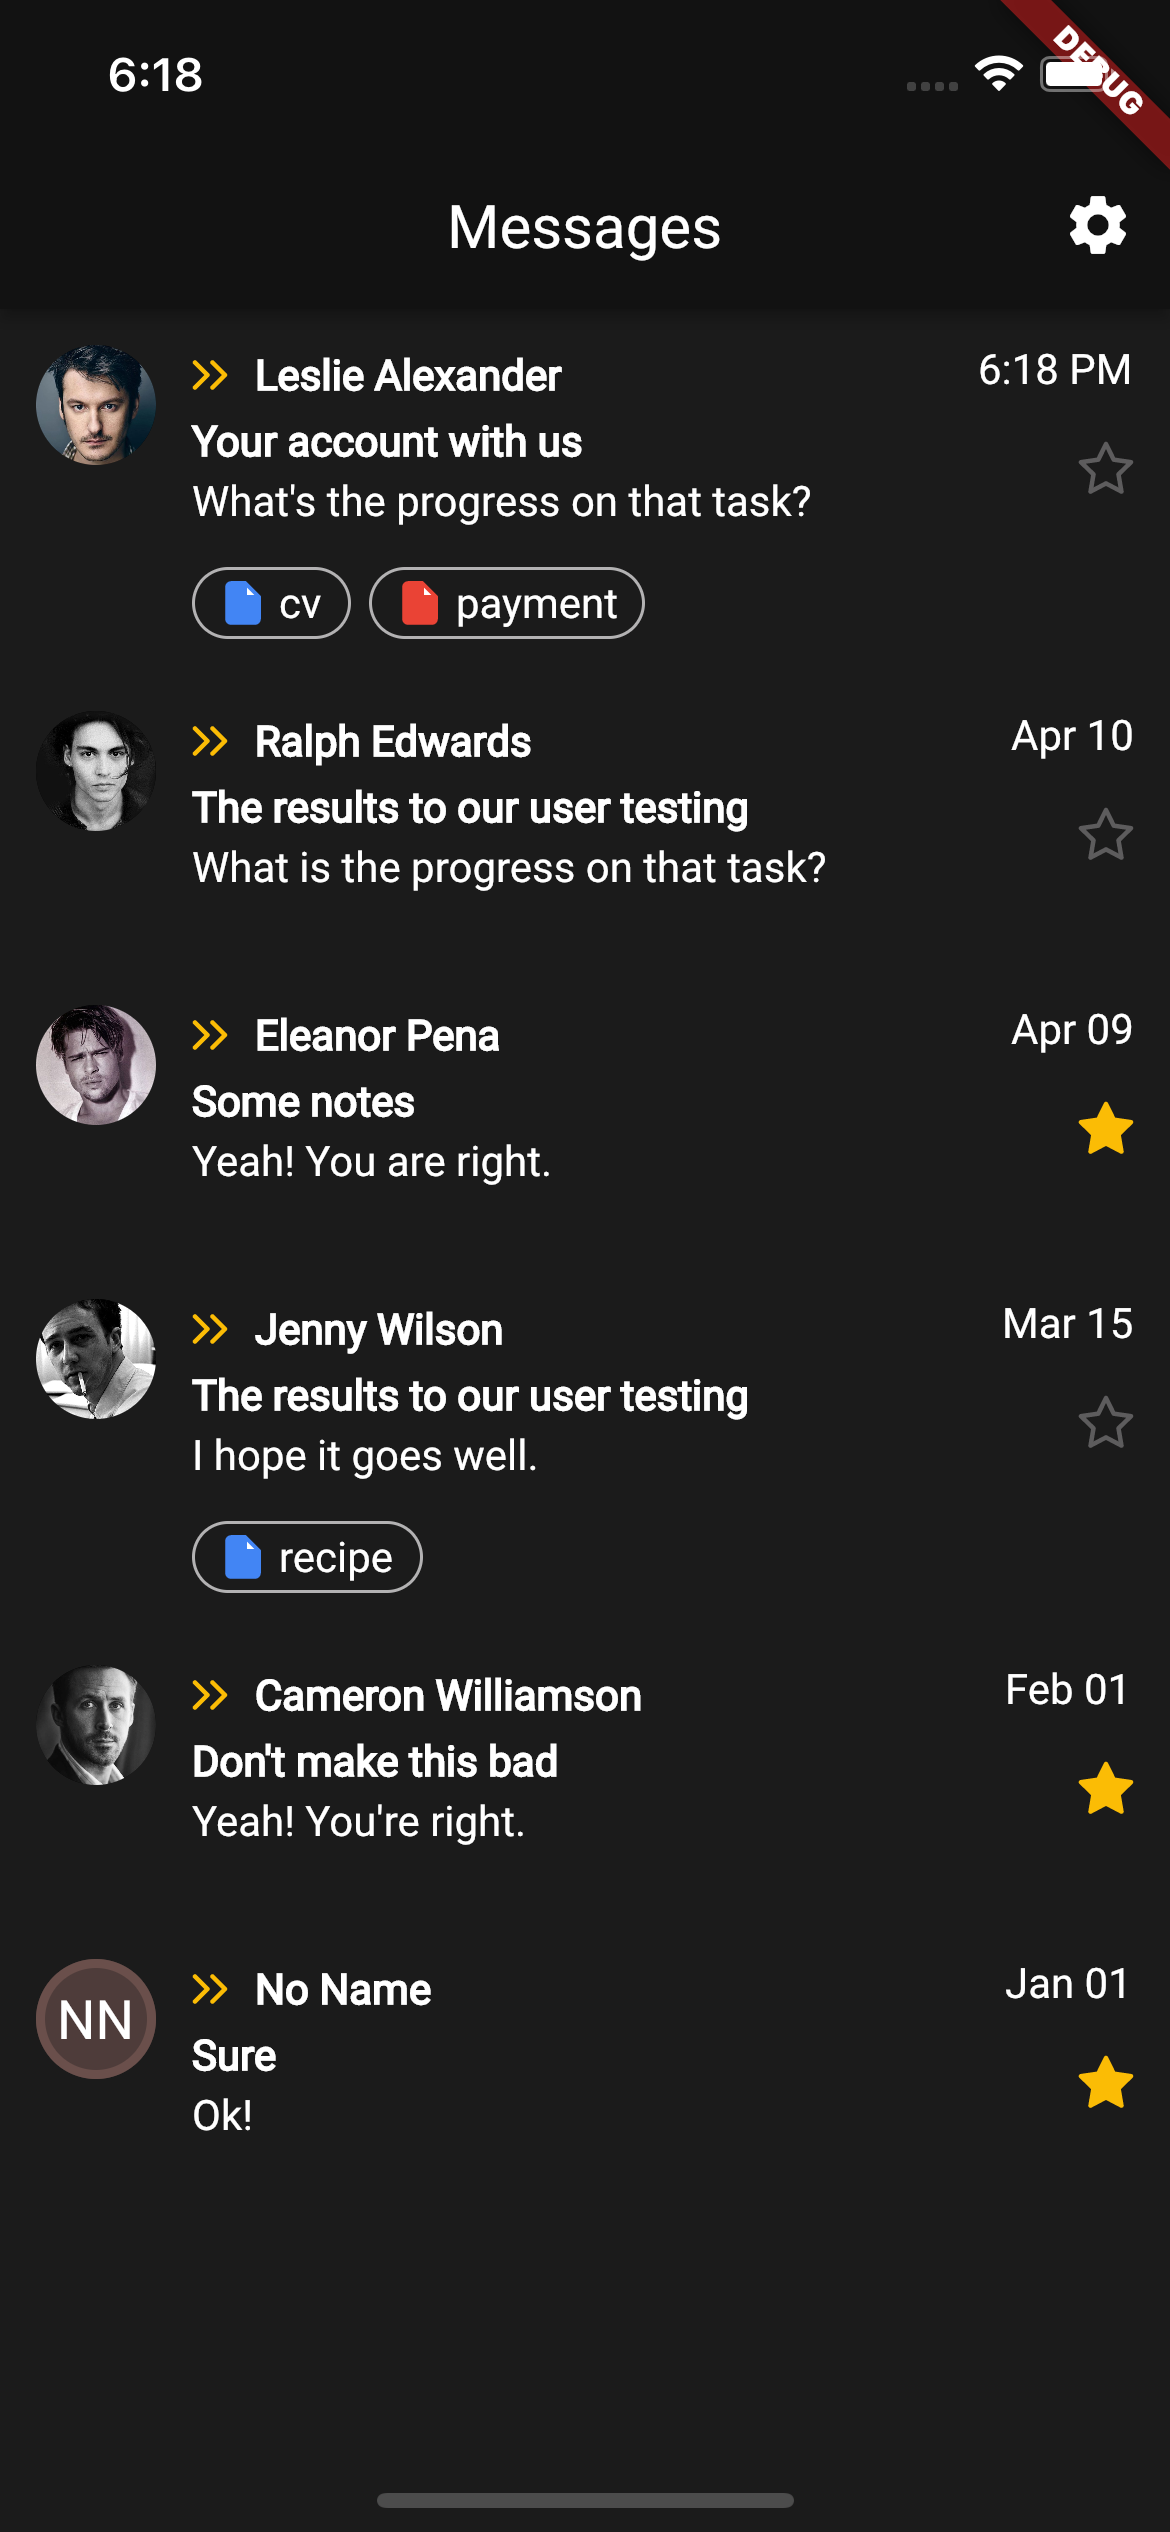 6:18
DEBUG
Messages
Leslie Alexander
6:18 PM
Your account with us
What's the progress on that task?
cv
payment
Ralph Edwards
Apr 10
The results to our user testing
What is the progress on that task?
Eleanor Pena
Apr 09
Some notes
Yeah! You are right.
Jenny Wilson
Mar 15
The results to our user testing
I hope it goes well.
recipe
Cameron Williamson
Feb 01
Don't make this bad
Yeah! You're right.
NN
No Name
Jan 01
Sure
Ok!